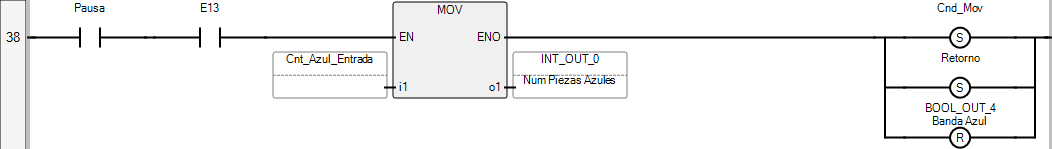 Pausa
E13
MOV
Cnd_Mov
38
EN
ENO
S
Cnt_Azul_Entrada
INT_OUT_0
Retorno
Num Piezas Azules
i1
o1
S
BOOL_OUT_4
Banda Azul
R